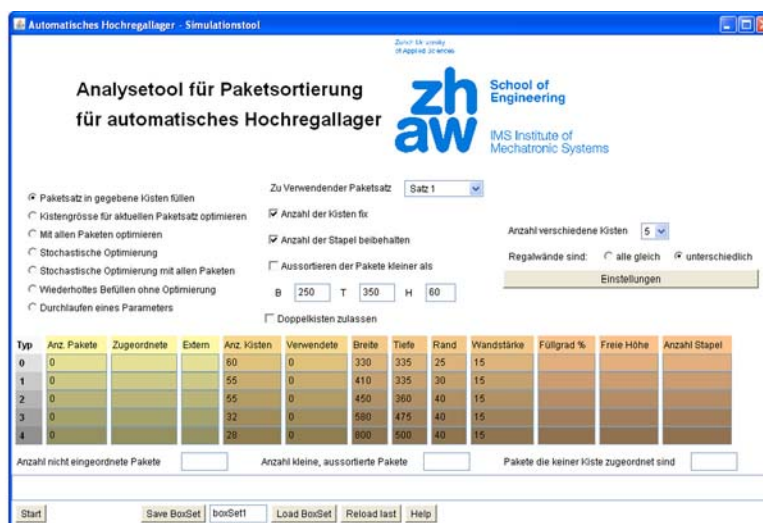 Automatisches Hochregallager - Simulationstool
Zurich University
of Applied Sciences
Analysetool für Paketsortierung
für automatisches Hochregallager
zh
aw
School of
Engineering
IMS Institute of
Mechatronic Systems
Paketsatz in gegebene Kisten füllen
Kistengrösse für aktuellen Paketsatz optimieren
Mit allen Paketen optimieren
Stochastische Optimierung
Stochastische Optimierung mit allen Paketen
Wiederholtes Befüllen ohne Optimierung
Durchlaufen eines Parameters
Zu Verwendender Paketsatz Satz 1
Anzahl der Kisten fix
Anzahl der Stapel beibehalten
Aussortieren der Pakete kleiner als
B 250 T 350 H 60
Doppelkisten zulassen
Anzahl verschiedene Kisten 5
Regalwände sind: alle gleich unterschiedlich
Einstellungen
Typ Anz. Pakete Zugeordnete Extern Anz. Kisten Verwendete Breite Tiefe Rand Wandstärke Füllgrad % Freie Höhe Anzahl Stapel
0 0 60 0 330 335 25 15
1 0 55 0 410 335 30 15
2 0 55 0 450 360 40 15
3 0 32 0 580 475 40 15
4 0 28 0 800 500 40 15
Anzahl nicht eingeordnete Pakete Anzahl kleine, aussortierte Pakete Pakete die keiner Kiste zugeordnet sind
Start Save BoxSet boxSet1 Load BoxSet Reload last Help